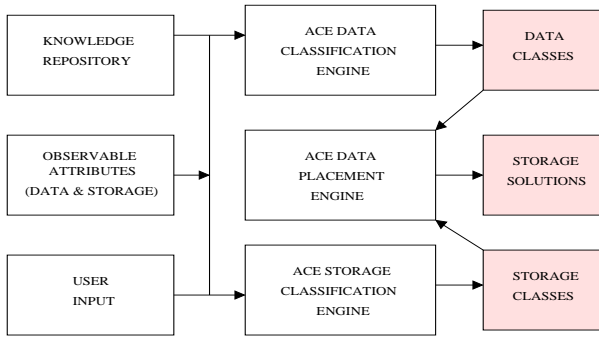 KNOWLEDGE
REPOSITORY
ACE DATA
CLASSIFICATION
ENGINE
DATA
CLASSES
OBSERVABLE
ATTRIBUTES
(DATA & STORAGE)
ACE DATA
PLACEMENT
ENGINE
STORAGE
SOLUTIONS
USER
INPUT
ACE STORAGE
CLASSIFICATION
ENGINE
STORAGE
CLASSES